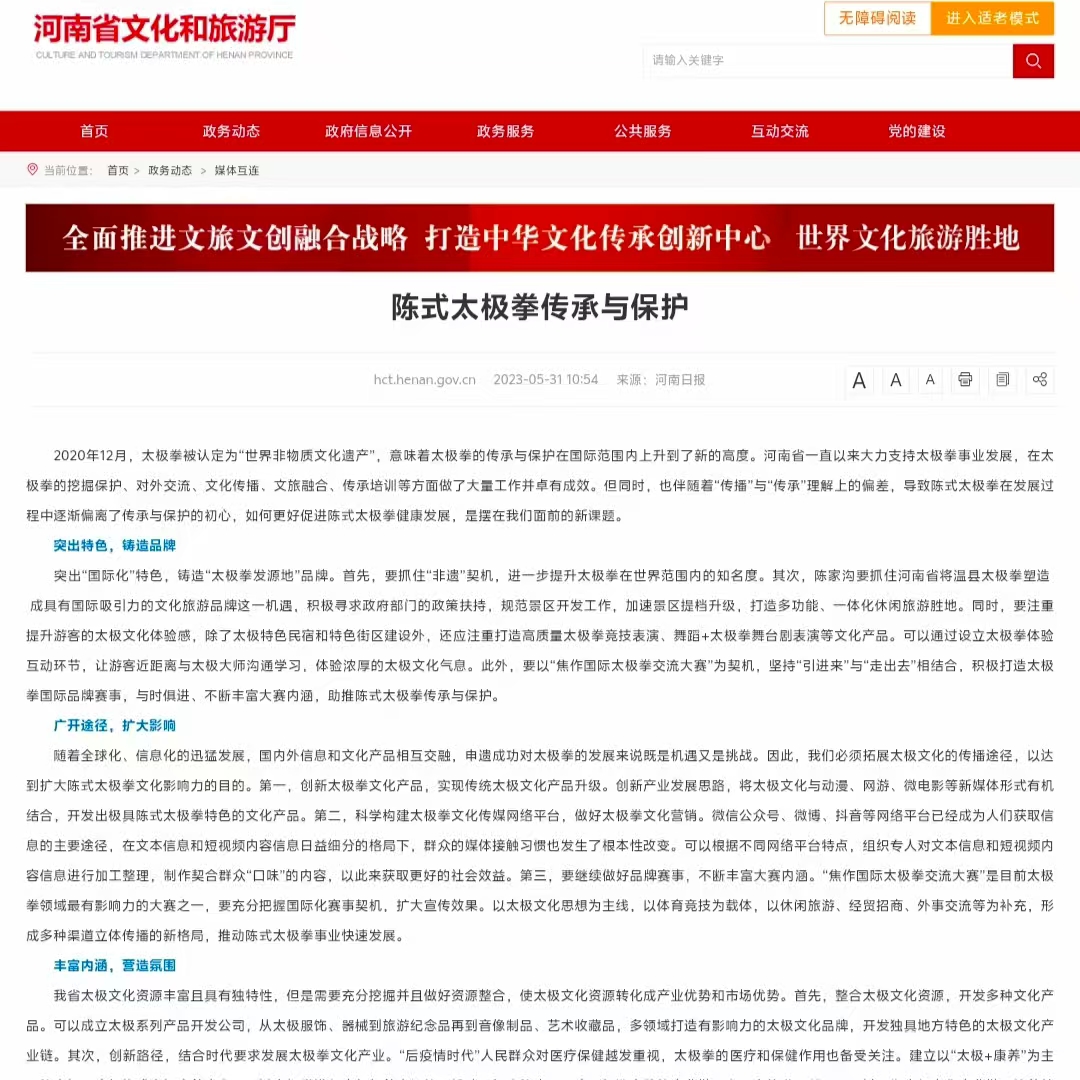 河南省文化和旅游厅
CULTURE AND TOURISM DEPARTMENT OF HENAN PROVINCE
无障碍阅读 进入适老模式
请输入关键字
首页 政务动态 政府信息公开 政务服务 公共服务 互动交流 党的建设
当前位置： 首页 > 政务动态 > 媒体互连
全面推进文旅文创融合战略 打造中华文化传承创新中心 世界文化旅游胜地
陈式太极拳传承与保护
hct.henan.gov.cn 2023-05-31 10:54 来源：河南日报
A A A
2020年12月，太极拳被认定为“世界非物质文化遗产”，意味着太极拳的传承与保护在国际范围内上升到了新的高度。河南省一直以来大力支持太极拳事业发展，在太
极拳的挖掘保护、对外交流、文化传播、文旅融合、传承培训等方面做了大量工作并卓有成效。但同时，也伴随着“传播”与“传承”理解上的偏差，导致陈式太极拳在发展过
程中逐渐偏离了传承与保护的初心，如何更好促进陈式太极拳健康发展，是摆在我们面前的新课题。
突出特色，铸造品牌
突出“国际化”特色，铸造“太极拳发源地”品牌。首先，要抓住“非遗”契机，进一步提升太极拳在世界范围内的知名度。其次，陈家沟要抓住河南省将温县太极拳塑造
成具有国际吸引力的文化旅游品牌这一机遇，积极寻求政府部门的政策扶持，规范景区开发工作，加速景区提档升级，打造多功能、一体化休闲旅游胜地。同时，要注重
提升游客的太极文化体验感，除了太极特色民宿和特色街区建设外，还应注重打造高质量太极拳竞技表演、舞蹈+太极拳舞台剧表演等文化产品。可以通过设立太极拳体验
互动环节，让游客近距离与太极大师沟通学习，体验浓厚的太极文化气息。此外，要以“焦作国际太极拳交流大赛”为契机，坚持“引进来”与“走出去”相结合，积极打造太极
拳国际品牌赛事，与时俱进、不断丰富大赛内涵，助推陈式太极拳传承与保护。
广开途径，扩大影响
随着全球化、信息化的迅猛发展，国内外信息和文化产品相互交融，申遗成功对太极拳的发展来说既是机遇又是挑战。因此，我们必须拓展太极文化的传播途径，以达
到扩大陈式太极拳文化影响力的目的。第一，创新太极拳文化产品，实现传统太极文化产品升级。创新产业发展思路，将太极文化与动漫、网游、微电影等新媒体形式有机
结合，开发出极具陈式太极拳特色的文化产品。第二，科学构建太极拳文化传媒网络平台，做好太极拳文化营销。微信公众号、微博、抖音等网络平台已经成为人们获取信
息的主要途径，在文本信息和短视频内容信息日益细分的格局下，群众的媒体接触习惯也发生了根本性改变。可以根据不同网络平台特点，组织专人对文本信息和短视频内
容信息进行加工整理，制作契合群众“口味”的内容，以此来获取更好的社会效益。第三，要继续做好品牌赛事，不断丰富大赛内涵。“焦作国际太极拳交流大赛”是目前太极
拳领域最有影响力的大赛之一，要充分把握国际化赛事契机，扩大宣传效果。以太极文化思想为主线，以体育竞技为载体，以休闲旅游、经贸招商、外事交流等为补充，形
成多种渠道立体传播的新格局，推动陈式太极拳事业快速发展。
丰富内涵，营造氛围
我省太极文化资源丰富且具有独特性，但是需要充分挖掘并且做好资源整合，使太极文化资源转化成产业优势和市场优势。首先，整合太极文化资源，开发多种文化产
品。可以成立太极系列产品开发公司，从太极服饰、器械到旅游纪念品再到音像制品、艺术收藏品，多领域打造有影响力的太极文化品牌，开发独具地方特色的太极文化产
业链。其次，创新路径，结合时代要求发展太极拳文化产业。“后疫情时代”人民群众对医疗保健越发重视，太极拳的医疗和保健作用也备受关注。建立以“太极+康养”为主